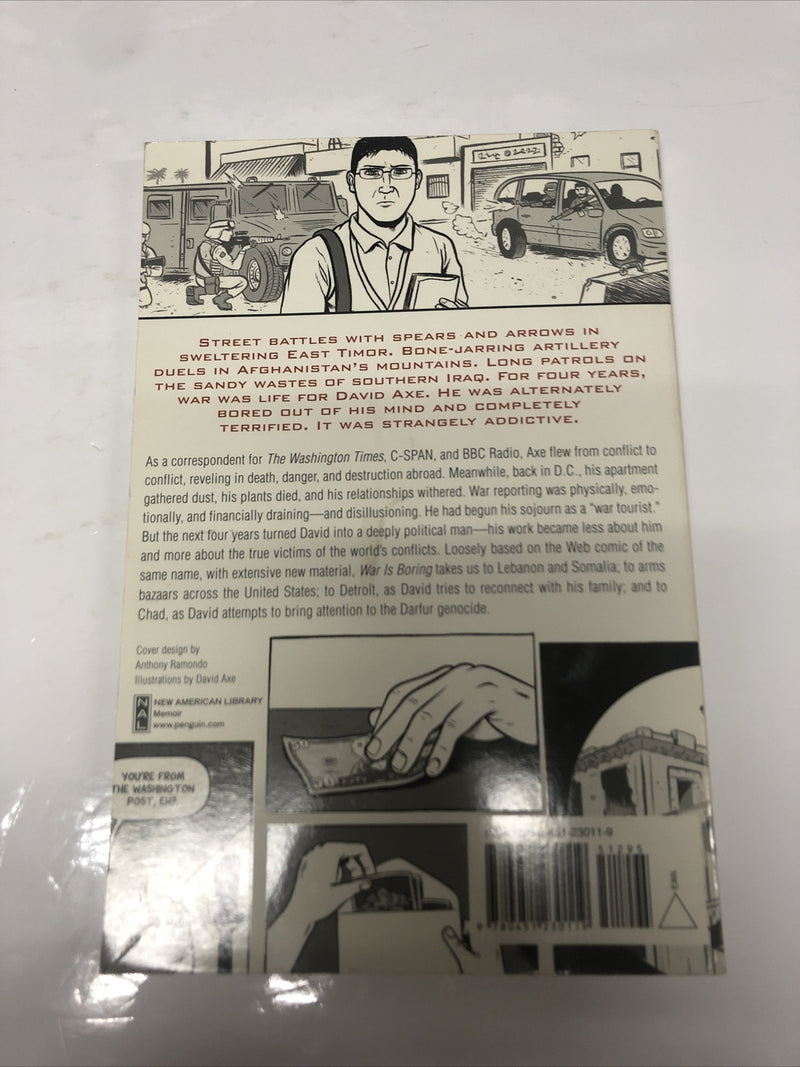 STREET BATTLES WITH SPEARS AND ARROWS IN
SWELTERING EAST TIMOR. BONE-JARRING ARTILLERY
DUELS IN AFGHANISTAN'S MOUNTAINS. LONG PATROLS ON
THE SANDY WASTES OF SOUTHERN IRAQ. FOR FOUR YEARS,
WAR WAS LIFE FOR DAVID AXE. HE WAS ALTERNATELY
BORED OUT OF HIS MIND AND COMPLETELY
TERRIFIED. IT WAS STRANGELY ADDICTIVE.
As a correspondent for The Washington Times, C-SPAN, and BBC Radio, Axe flew from conflict to
conflict, reveling in death, danger, and destruction abroad. Meanwhile, back in D.C., his apartment
gathered dust, his plants died, and his relationships withered. War reporting was physically, emo-
tionally, and financially draining—and disillusioning. He had begun his sojourn as a "war tourist."
But the next four years turned David into a deeply political man—his work became less about him
and more about the true victims of the world's conflicts. Loosely based on the Web comic of the
same name, with extensive new material, War Is Boring takes us to Lebanon and Somalia; to arms
bazaars across the United States; to Detroit, as David tries to reconnect with his family; and to
Chad, as David attempts to bring attention to the Darfur genocide.
Cover design by
Anthony Ramondo
Illustrations by David Axe
NAL
NEW AMERICAN LIBRARY
Memoir
www.penguin.com
YOU'RE FROM
THE WASHINGTON
POST, EH?
50
-23011-9
51295
9 780451 23011